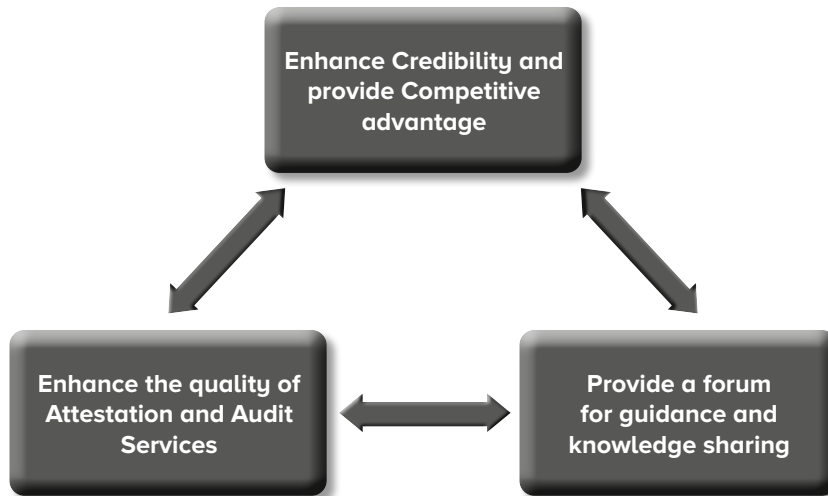 Enhance Credibility and
provide Competitive
advantage
Enhance the quality of
Attestation and Audit
Services
Provide a forum
for guidance and
knowledge sharing